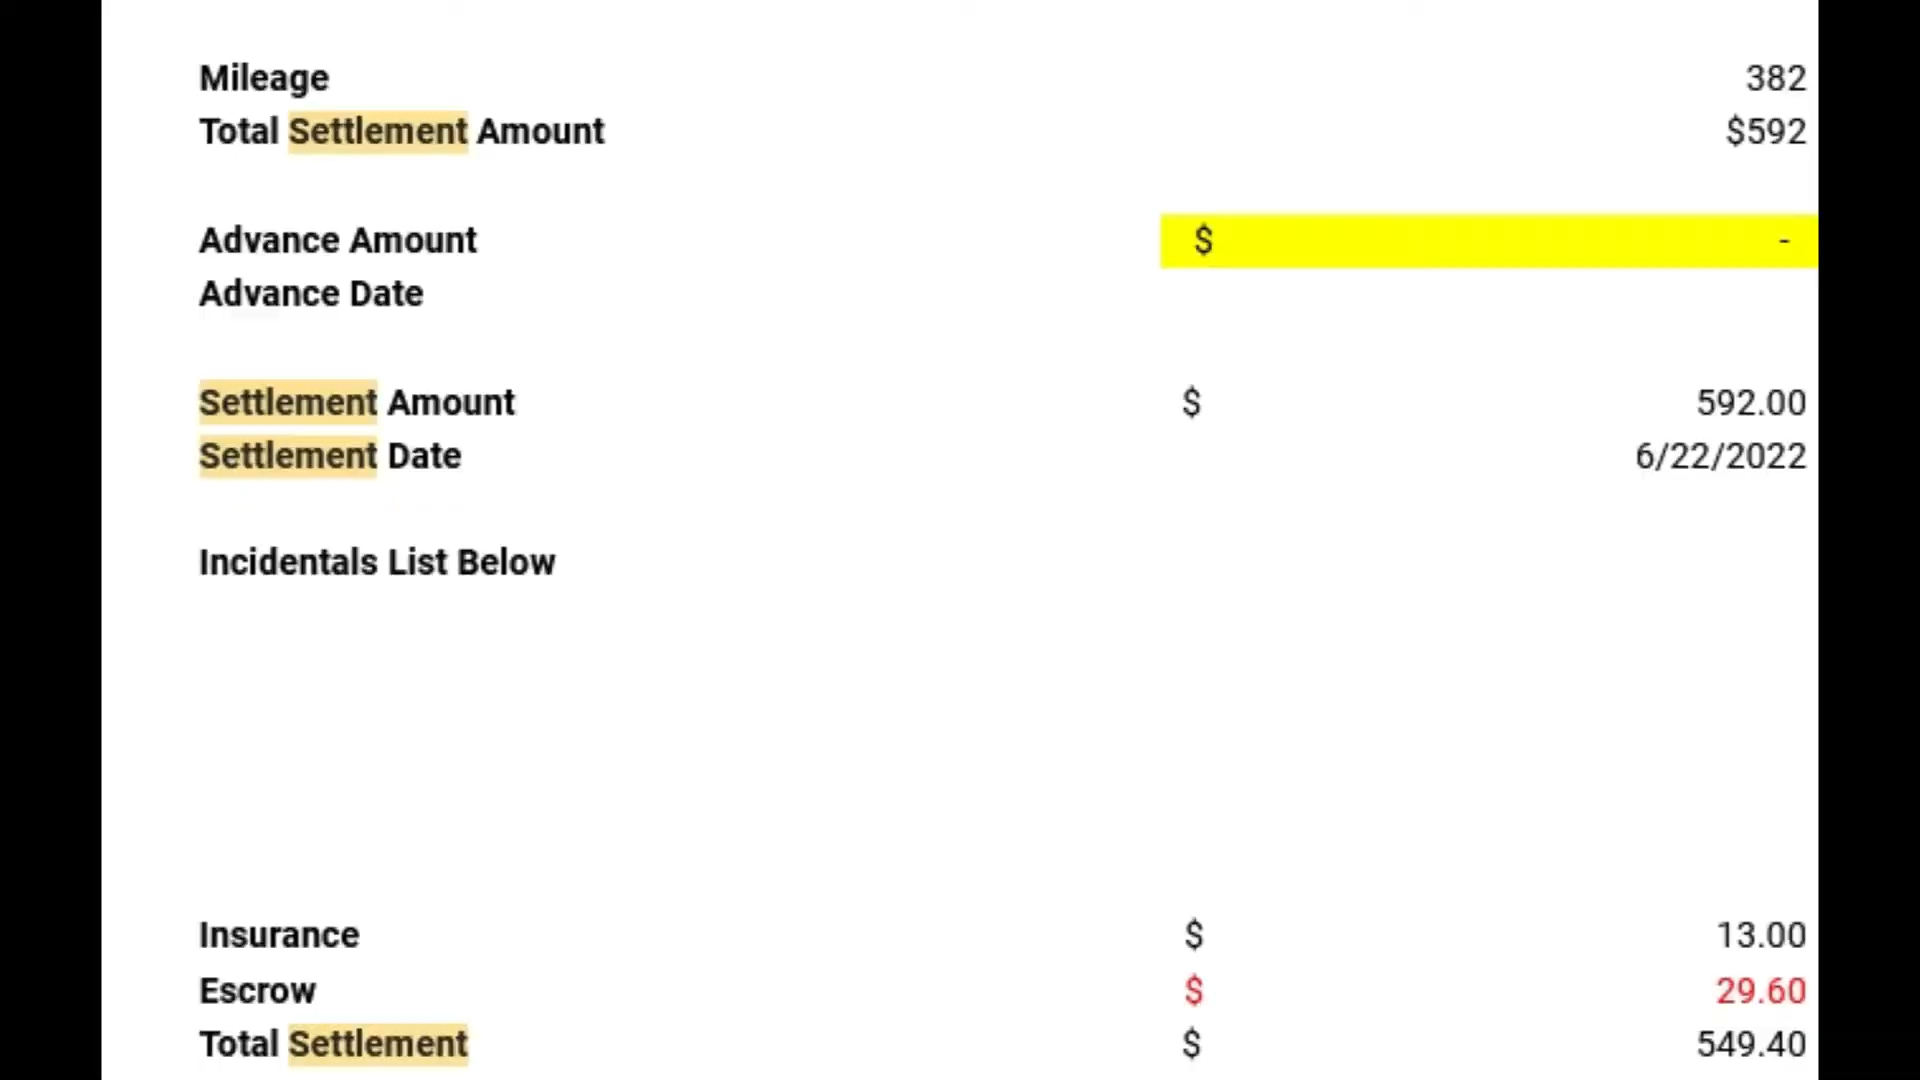 Mileage 382
Total Settlement Amount $592
Advance Amount $ -
Advance Date
Settlement Amount $ 592.00
Settlement Date 6/22/2022
Incidentals List Below
Insurance $ 13.00
Escrow $ 29.60
Total Settlement $ 549.40